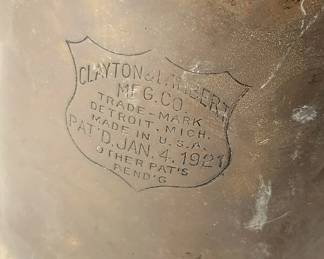 CLAYTON & LAMBERT
MFG. CO.
TRADE-MARK
DETROIT, MICH.
MADE IN U.S.A.
PAT'D. JAN. 4. 1921
OTHER PAT'S
PEND'G